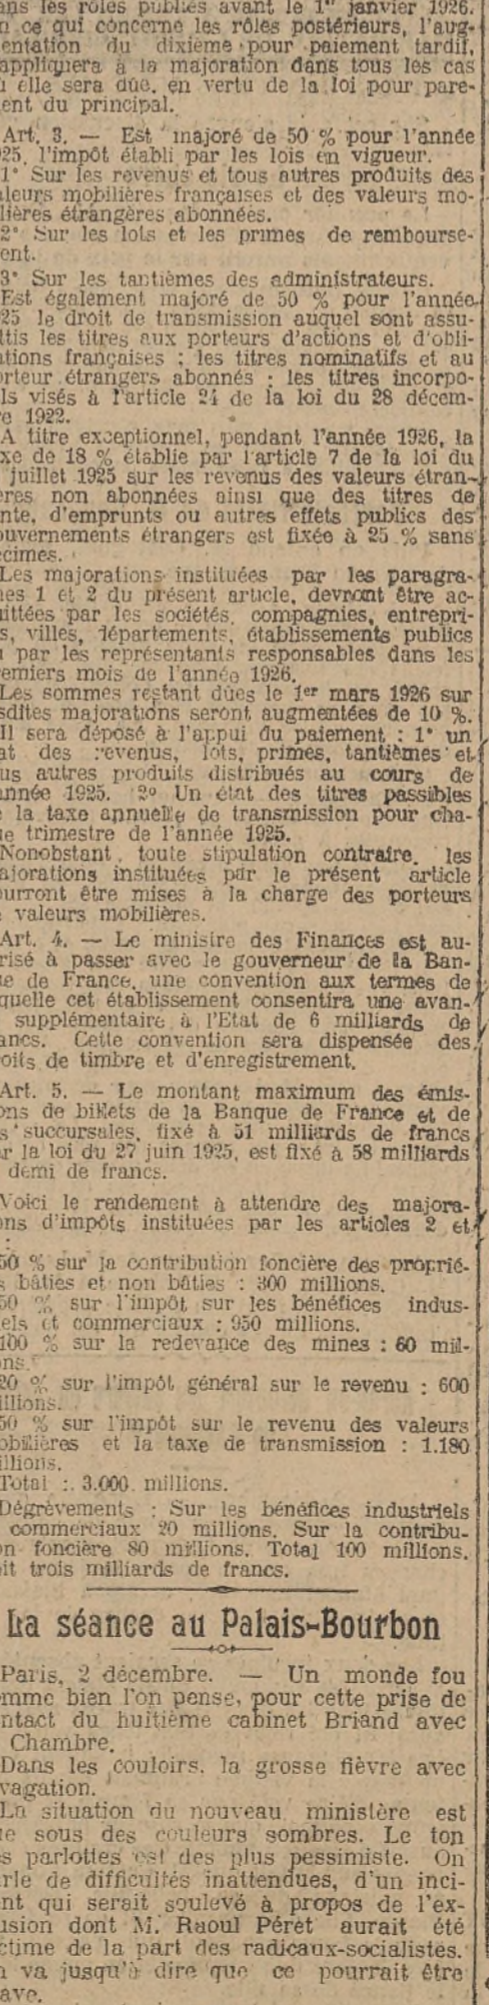 ans les rôles publiés avant le 1er janvier 1926.
n ce qui concerne les rôles postérieurs, l'aug-
entation du dixième pour paiement tardif,
appliquera à la majoration dans tous les cas
ù elle sera due, en vertu de la loi pour pare-
ent du principal.
Art. 3. — Est majoré de 50 % pour l'année
25, l'impôt établi par les lois en vigueur.
1° Sur les revenus et tous autres produits des
leurs mobilières françaises et des valeurs mo-
lières étrangères abonnées.
2° Sur les lots et les primes de rembourse-
ent.
3° Sur les tantièmes des administrateurs.
Est également majoré de 50 % pour l'année
25 le droit de transmission auquel sont assu-
ttis les titres aux porteurs d'actions et d'obli-
ations françaises ; les titres nominatifs et au
orteur étrangers abonnés ; les titres incorpo-
ls visés à l'article 24 de la loi du 28 décem-
re 1922.
A titre exceptionnel, pendant l'année 1926, la
xe de 18 % établie par l'article 7 de la loi du
juillet 1925 sur les revenus des valeurs étran-
ères non abonnées ainsi que des titres de
nte, d'emprunts ou autres effets publics des
ouvernements étrangers est fixée à 25 % sans
cimes.
Les majorations instituées par les paragra-
hes 1 et 2 du présent article, devront être ac-
uittées par les sociétés, compagnies, entrepri-
s, villes, départements, établissements publics
u par les représentants responsables dans les
remiers mois de l'année 1926.
Les sommes restant dûes le 1er mars 1926 sur
sdites majorations seront augmentées de 10 %.
Il sera déposé à l'appui du paiement : 1° un
at des revenus, lots, primes, tantièmes et
us autres produits distribués au cours de
année 1925. 2° Un état des titres passibles
e la taxe annuelle de transmission pour cha-
ue trimestre de l'année 1925.
Nonobstant toute stipulation contraire, les
ajorations instituées par le présent article
ourront être mises à la charge des porteurs
e valeurs mobilières.
Art. 4. — Le ministre des Finances est au-
risé à passer avec le gouverneur de la Ban-
ue de France, une convention aux termes de
quelle cet établissement consentira une avan-
supplémentaire à l'Etat de 6 milliards de
ancs. Cette convention sera dispensée des
oits de timbre et d'enregistrement.
Art. 5. — Le montant maximum des émis-
ons de billets de la Banque de France et de
s succursales, fixé à 51 milliards de francs
r la loi du 27 juin 1925, est fixé à 58 milliards
demi de francs.
Voici le rendement à attendre des majora-
ons d'impôts instituées par les articles 2 et
:
50 % sur la contribution foncière des proprié-
s bâties et non bâties : 300 millions.
50 % sur l'impôt sur les bénéfices indus-
els et commerciaux : 950 millions.
100 % sur la redevance des mines : 60 mil-
ons.
20 % sur l'impôt général sur le revenu : 600
illions.
50 % sur l'impôt sur le revenu des valeurs
obilières et la taxe de transmission : 1.180
illions.
Total : 3.000 millions.
Dégrèvements : Sur les bénéfices industriels
commerciaux 20 millions. Sur la contribu-
on foncière 80 millions. Total 100 millions.
it trois milliards de francs.
La séance au Palais-Bourbon
Paris, 2 décembre. — Un monde fou
mme bien l'on pense, pour cette prise de
ntact du huitième cabinet Briand avec
Chambre.
Dans les couloirs, la grosse fièvre avec
vagation.
La situation du nouveau ministère est
e sous des couleurs sombres. Le ton
s parlottes est des plus pessimiste. On
rle de difficultés inattendues, d'un inci-
nt qui serait soulevé à propos de l'ex-
usion dont M. Raoul Péret aurait été
ctime de la part des radicaux-socialistes.
n va jusqu'à dire que ce pourrait être
ave.